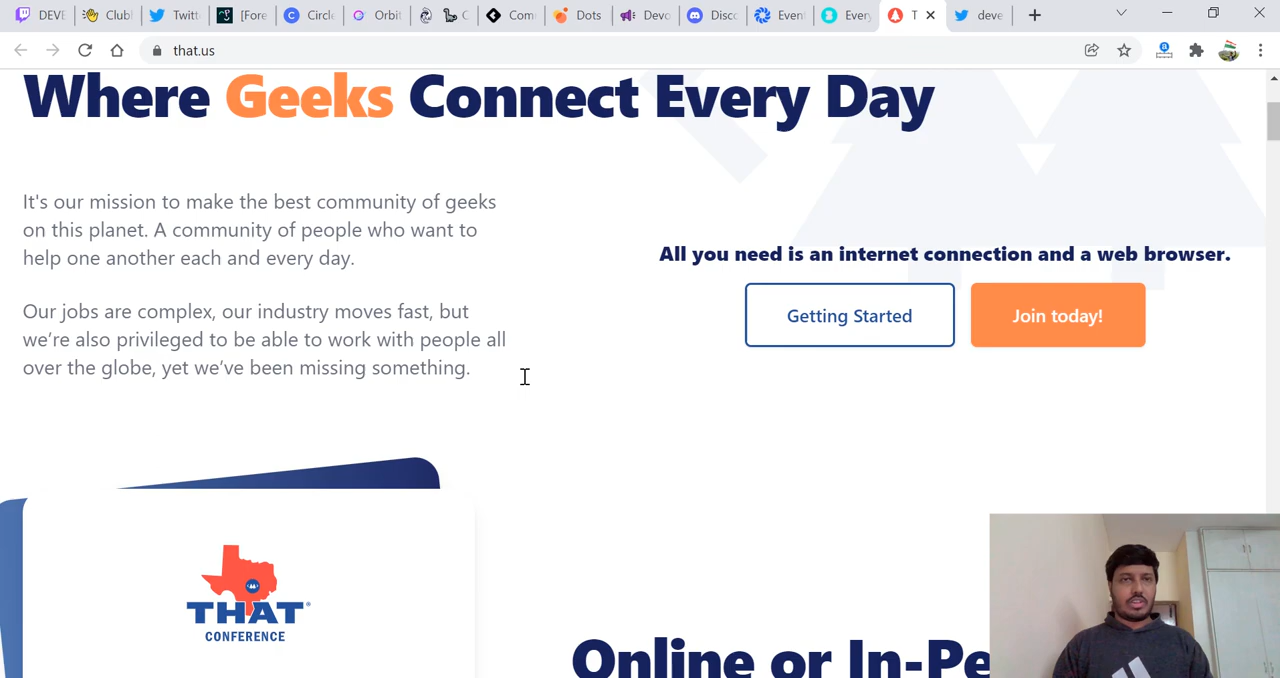 DEVE
Club
Twitt
[Fore
Circle
Orbit
C
Com
Dots
Devo
Disco
Event
Every
T
deve
that.us
Where Geeks Connect Every Day
It's our mission to make the best community of geeks
on this planet. A community of people who want to
help one another each and every day.
All you need is an internet connection and a web browser.
Getting Started
Join today!
Our jobs are complex, our industry moves fast, but
we’re also privileged to be able to work with people all
over the globe, yet we’ve been missing something.
THAT®
CONFERENCE
Online or In-Pe